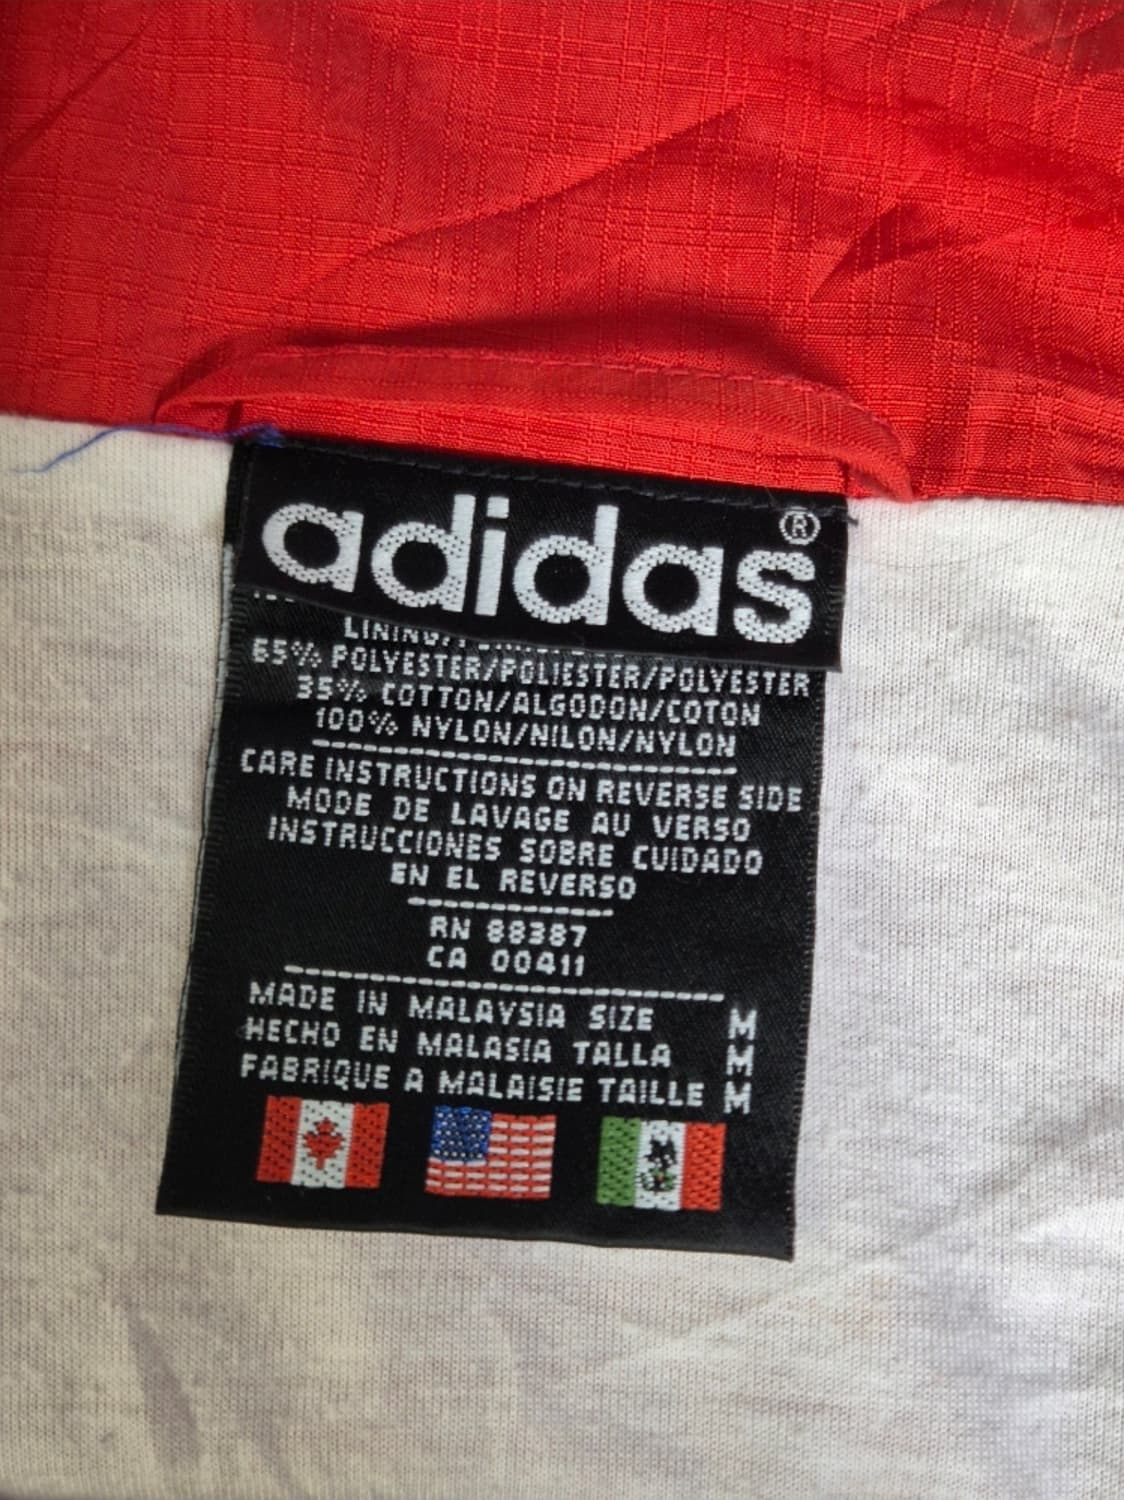 adidas®
65% POLYESTER/POLIESTER/POLYESTER
35% COTTON/ALGODON/COTON
100% NYLON/NILON/NYLON
CARE INSTRUCTIONS ON REVERSE SIDE
MODE DE LAVAGE AU VERSO
INSTRUCCIONES SOBRE CUIDADO
EN EL REVERSO
RN 88387
CA 00411
MADE IN MALAYSIA SIZE M
HECHO EN MALASIA TALLA M
FABRIQUE A MALAISIE TAILLE M